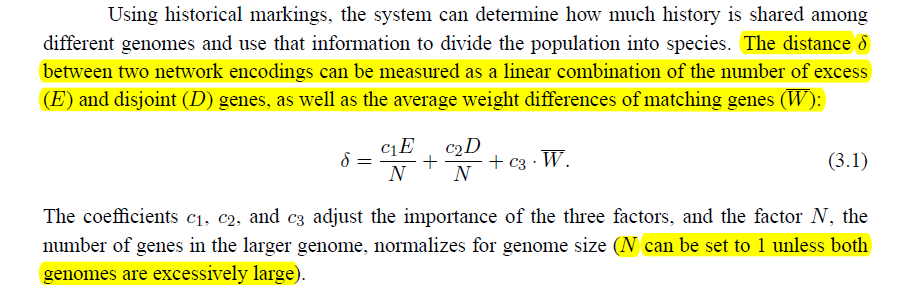 Using historical markings, the system can determine how much history is shared among
different genomes and use that information to divide the population into species. The distance δ
between two network encodings can be measured as a linear combination of the number of excess
(E) and disjoint (D) genes, as well as the average weight differences of matching genes (W̅):
δ = c₁E/N + c₂D/N + c₃ · W̅. (3.1)
The coefficients c₁, c₂, and c₃ adjust the importance of the three factors, and the factor N, the
number of genes in the larger genome, normalizes for genome size (N can be set to 1 unless both
genomes are excessively large).